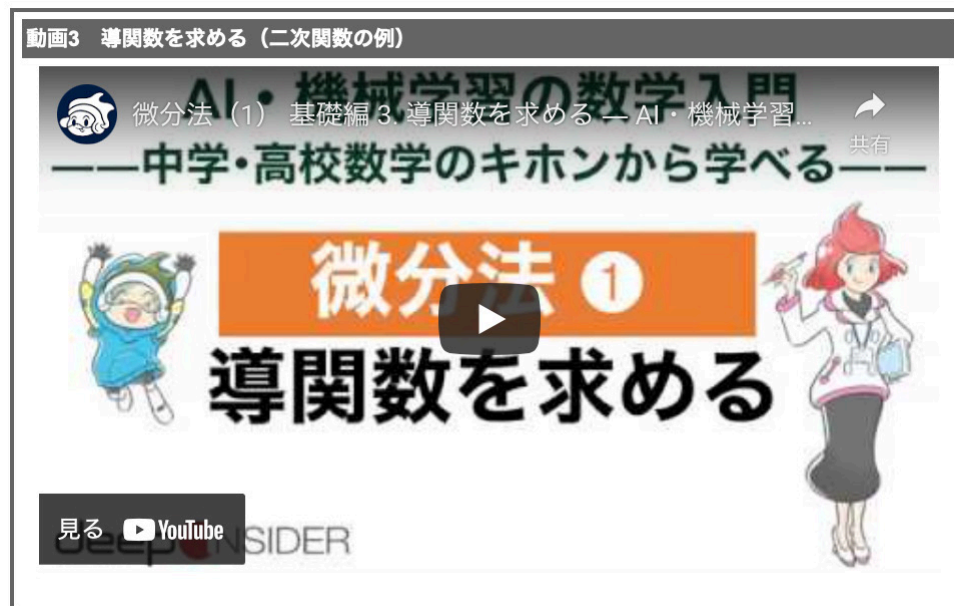 動画3　導関数を求める（二次関数の例）
AI・機械学習の数学入門
微分法（1） 基礎編 3. 導関数を求める — AI・機械学習...
共有
――中学・高校数学のキホンから学べる――
微分法 ❶
導関数を求める
見る YouTube
deep INSIDER